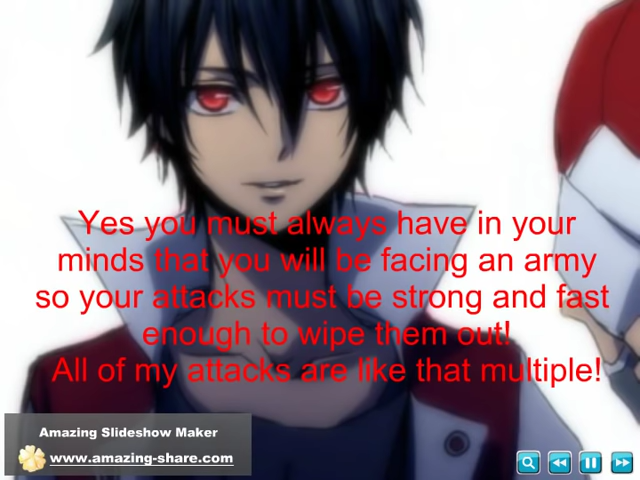 Yes you must always have in your
minds that you will be facing an army
so your attacks must be strong and fast
enough to wipe them out!
All of my attacks are like that multiple!
Amazing Slideshow Maker
www.amazing-share.com